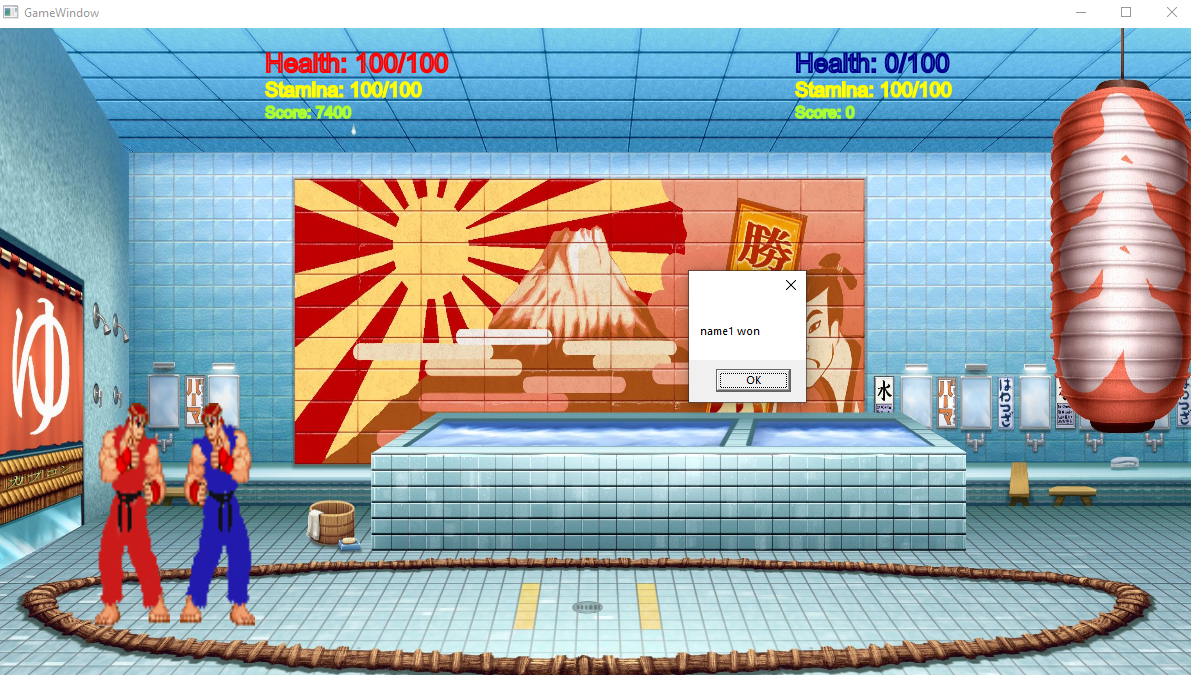 GameWindow
Health: 100/100
Stamina: 100/100
Score: 7400
Health: 0/100
Stamina: 100/100
Score: 0
勝
name1 won
OK
ゆ
水